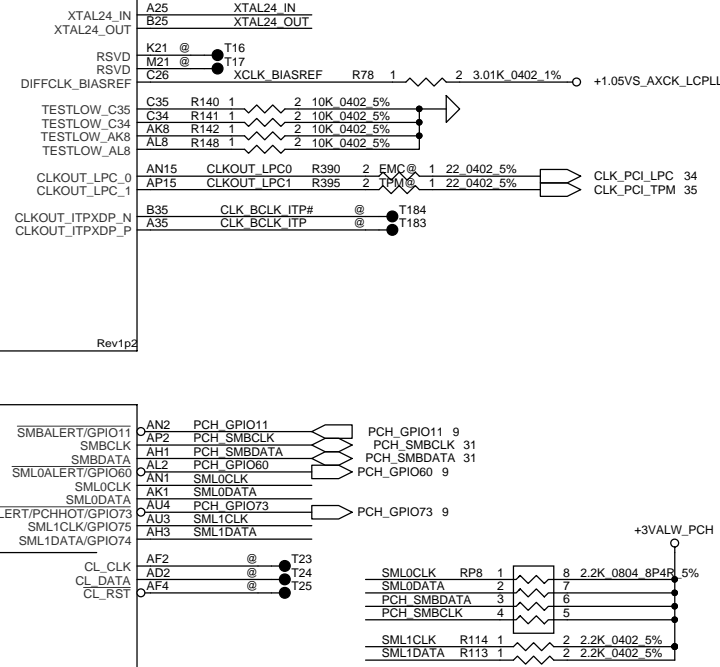 XTAL24_IN A25 XTAL24_IN
XTAL24_OUT B25 XTAL24_OUT
RSVD K21 @ T16
RSVD M21 @ T17
DIFFCLK_BIASREF C26 XCLK_BIASREF R78 1 2 3.01K_0402_1% +1.05VS_AXCK_LCPLL
TESTLOW_C35 C35 R140 1 2 10K_0402_5%
TESTLOW_C34 C34 R141 1 2 10K_0402_5%
TESTLOW_AK8 AK8 R142 1 2 10K_0402_5%
TESTLOW_AL8 AL8 R148 1 2 10K_0402_5%
CLKOUT_LPC_0 AN15 CLKOUT_LPC0 R390 2 EMC@ 1 22_0402_5% CLK_PCI_LPC 34
CLKOUT_LPC_1 AP15 CLKOUT_LPC1 R395 2 TPM@ 1 22_0402_5% CLK_PCI_TPM 35
CLKOUT_ITPXDP_N B35 CLK_BCLK_ITP# @ T184
CLKOUT_ITPXDP_P A35 CLK_BCLK_ITP @ T183
Rev1p2
SMBALERT/GPIO11 AN2 PCH_GPIO11 PCH_GPIO11 9
SMBCLK AP2 PCH_SMBCLK PCH_SMBCLK 31
SMBDATA AH1 PCH_SMBDATA PCH_SMBDATA 31
SML0ALERT/GPIO60 AL2 PCH_GPIO60 PCH_GPIO60 9
SML0CLK AN1 SML0CLK
SML0DATA AK1 SML0DATA
LERT/PCHHOT/GPIO73 AU4 PCH_GPIO73 PCH_GPIO73 9
SML1CLK/GPIO75 AU3 SML1CLK
SML1DATA/GPIO74 AH3 SML1DATA
+3VALW_PCH
CL_CLK AF2 @ T23
CL_DATA AD2 @ T24
CL_RST AF4 @ T25
SML0CLK RP8 1 8 2.2K_0804_8P4R_5%
SML0DATA 2 7
PCH_SMBDATA 3 6
PCH_SMBCLK 4 5
SML1CLK R114 1 2 2.2K_0402_5%
SML1DATA R113 1 2 2.2K_0402_5%